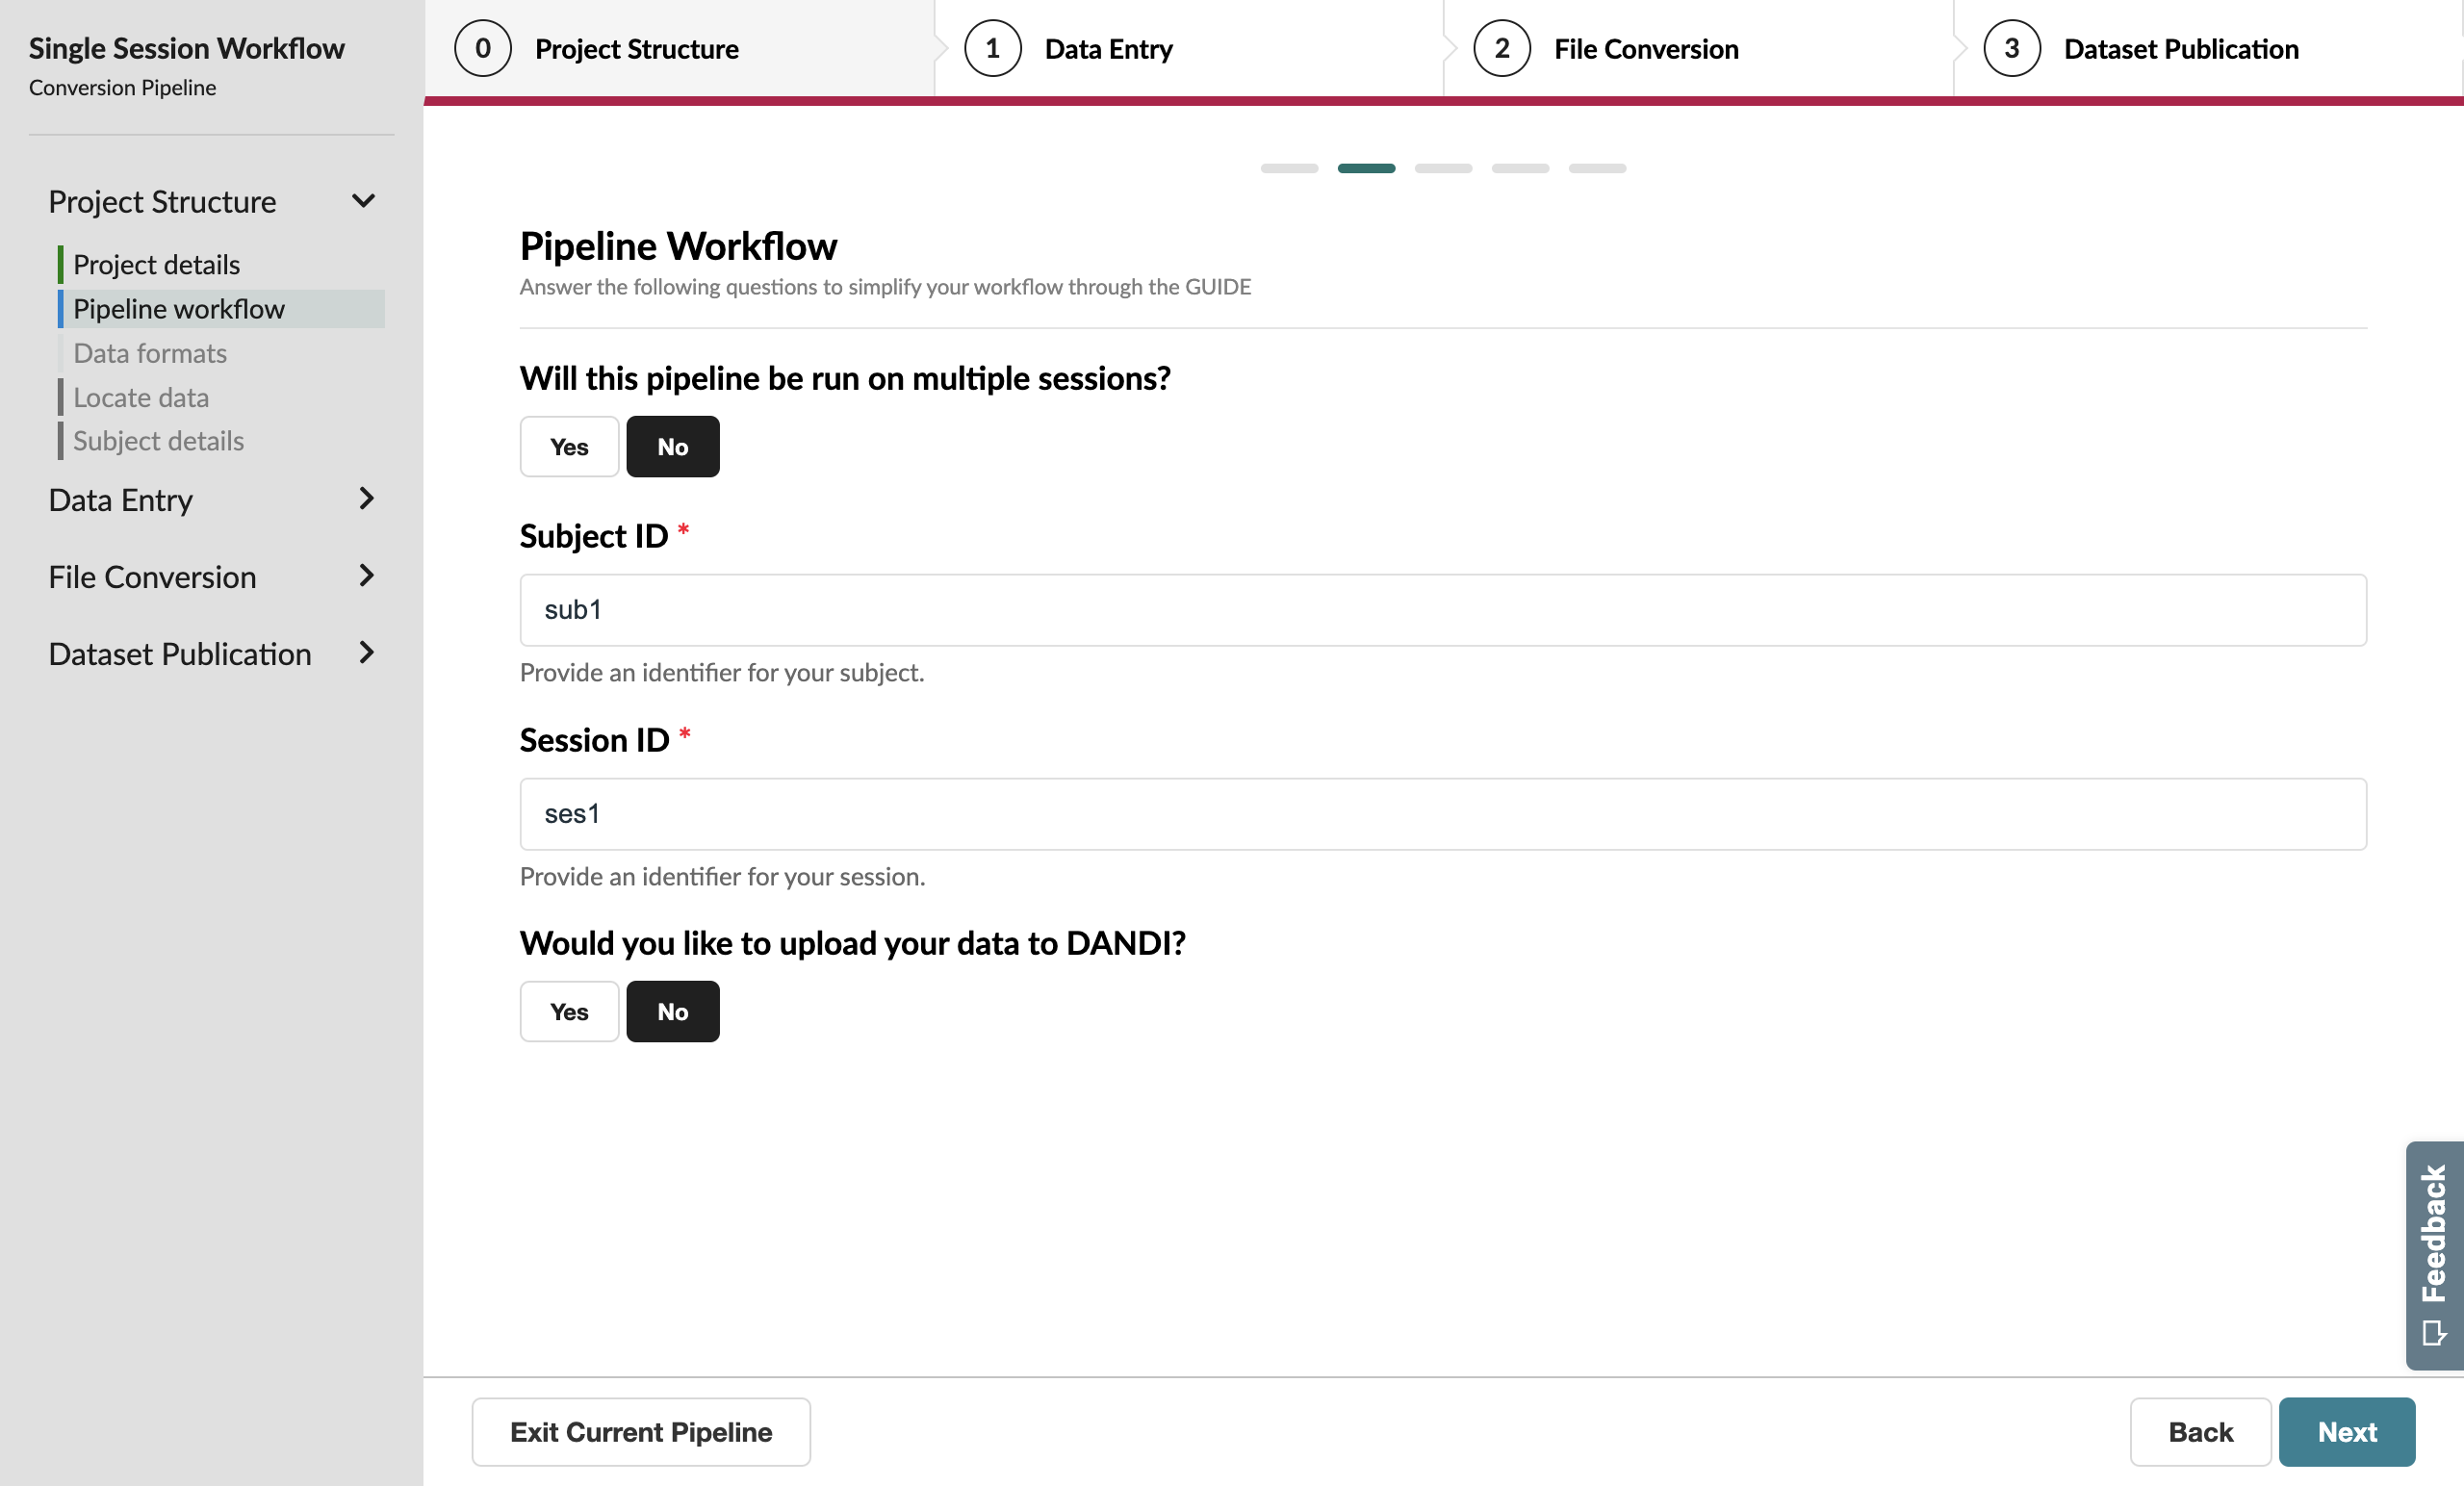 Single Session Workflow
Conversion Pipeline
Project Structure
Project details
Pipeline workflow
Data formats
Locate data
Subject details
Data Entry
File Conversion
Dataset Publication
0 Project Structure
1 Data Entry
2 File Conversion
3 Dataset Publication
Pipeline Workflow
Answer the following questions to simplify your workflow through the GUIDE
Will this pipeline be run on multiple sessions?
Yes No
Subject ID *
sub1
Provide an identifier for your subject.
Session ID *
ses1
Provide an identifier for your session.
Would you like to upload your data to DANDI?
Yes No
Feedback
Exit Current Pipeline
Back Next